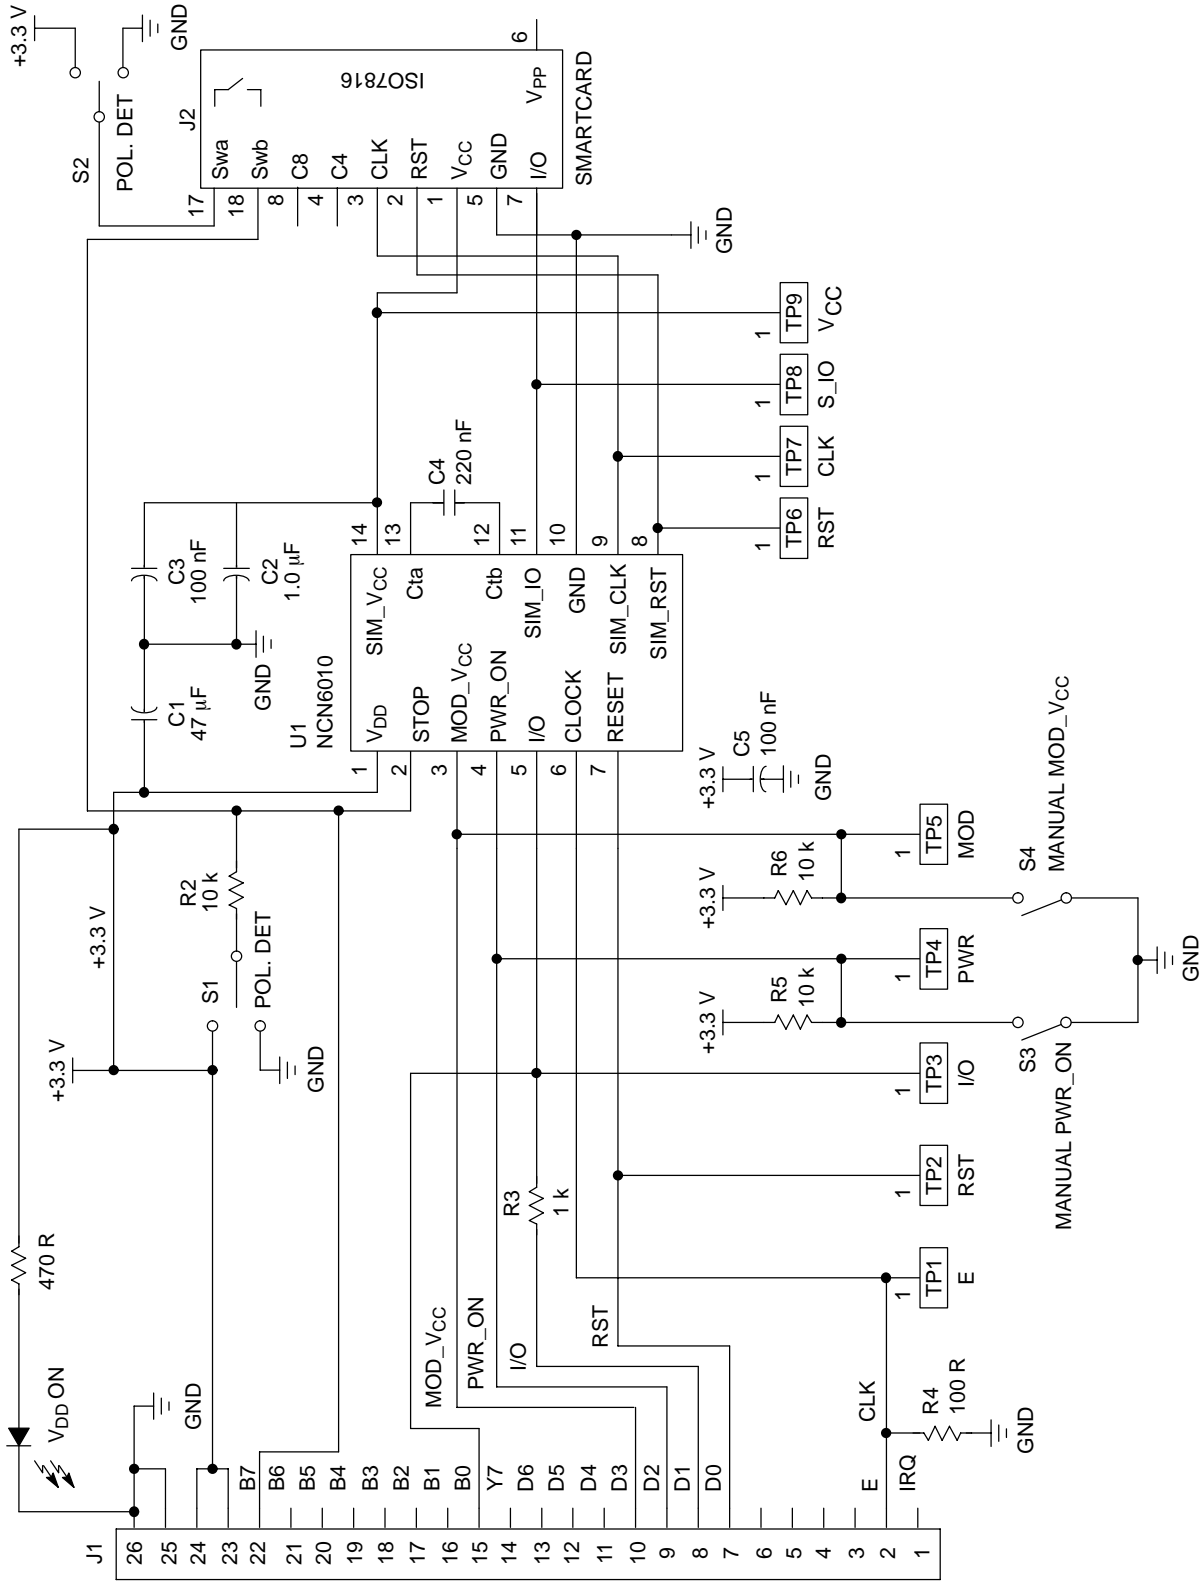 +3.3 V
GND
S2
POL. DET
J2
ISO7816
17
Swa
18
Swb
8
C8
4
C4
3
CLK
2
RST
1
VCC
5
GND
7
I/O
VPP
6
SMARTCARD
GND
C3
100 nF
C2
1.0 µF
C1
47 µF
GND
C4
220 nF
U1
NCN6010
1
VDD
2
STOP
3
MOD_VCC
4
PWR_ON
5
I/O
6
CLOCK
7
RESET
14
SIM_VCC
13
Cta
12
Ctb
11
SIM_IO
10
GND
9
SIM_CLK
8
SIM_RST
1
TP9
VCC
1
TP8
S_IO
1
TP7
CLK
1
TP6
RST
+3.3 V
C5
100 nF
GND
+3.3 V
+3.3 V
R2
10 k
S1
POL. DET
GND
470 R
VDD ON
GND
+3.3 V
R6
10 k
1
TP5
MOD
S4
MANUAL MOD_VCC
+3.3 V
R5
10 k
1
TP4
PWR
S3
MANUAL PWR_ON
GND
1
TP3
I/O
1
TP2
RST
1
TP1
E
R3
1 k
MOD_VCC
PWR_ON
I/O
RST
CLK
R4
100 R
GND
J1
26
25
24
23
22
21
20
19
18
17
16
15
14
13
12
11
10
9
8
7
6
5
4
3
2
1
B7
B6
B5
B4
B3
B2
B1
B0
Y7
D6
D5
D4
D3
D2
D1
D0
E
IRQ